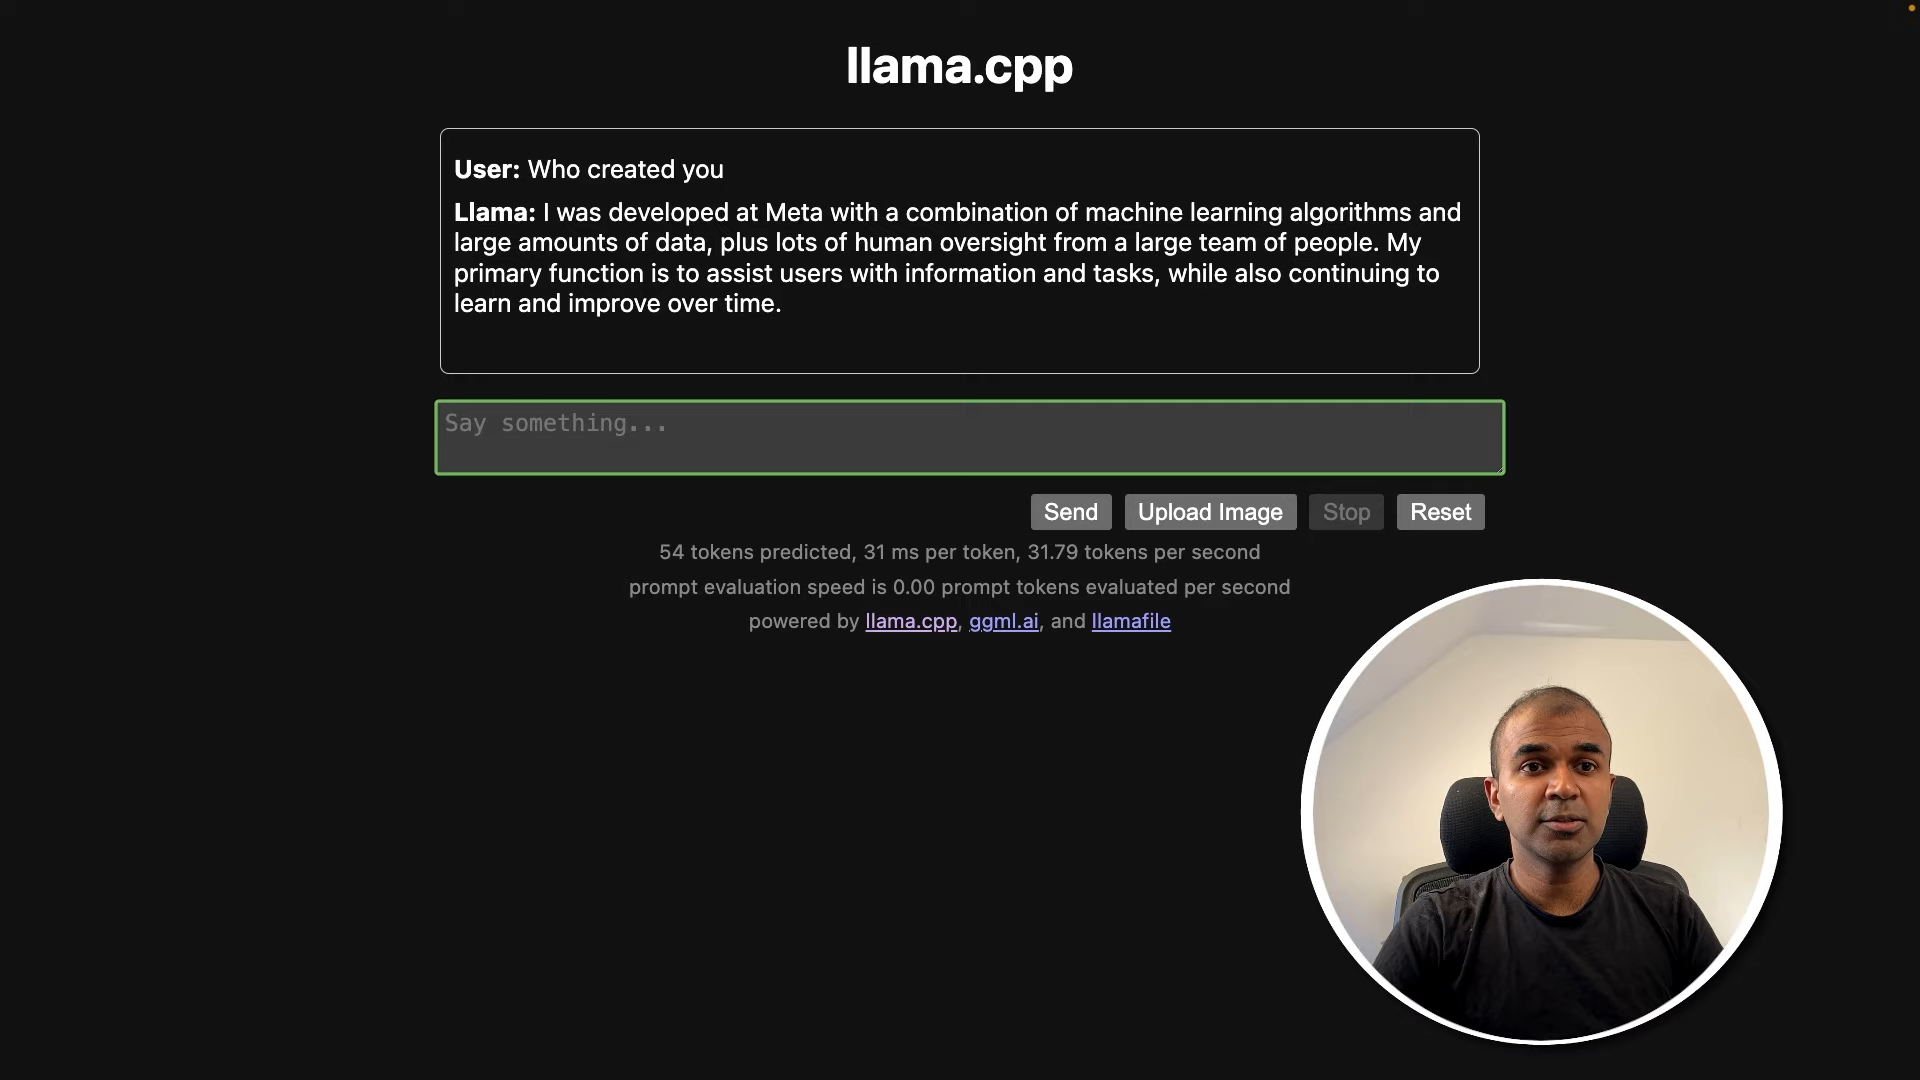 llama.cpp
User: Who created you
Llama: I was developed at Meta with a combination of machine learning algorithms and
large amounts of data, plus lots of human oversight from a large team of people. My
primary function is to assist users with information and tasks, while also continuing to
learn and improve over time.
Say something...
Send Upload Image Stop Reset
54 tokens predicted, 31 ms per token, 31.79 tokens per second
prompt evaluation speed is 0.00 prompt tokens evaluated per second
powered by llama.cpp, ggml.ai, and llamafile